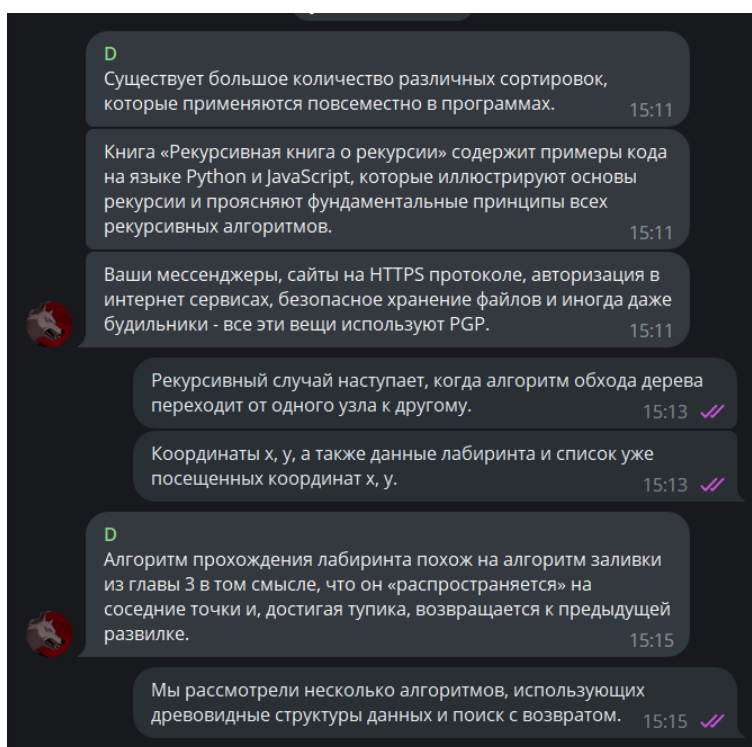 D
Существует большое количество различных сортировок,
которые применяются повсеместно в программах.
15:11
Книга «Рекурсивная книга о рекурсии» содержит примеры кода
на языке Python и JavaScript, которые иллюстрируют основы
рекурсии и проясняют фундаментальные принципы всех
рекурсивных алгоритмов.
15:11
Ваши мессенджеры, сайты на HTTPS протоколе, авторизация в
интернет сервисах, безопасное хранение файлов и иногда даже
будильники - все эти вещи используют PGP.
15:11
Рекурсивный случай наступает, когда алгоритм обхода дерева
переходит от одного узла к другому.
15:13
Координаты x, y, а также данные лабиринта и список уже
посещенных координат x, y.
15:13
D
Алгоритм прохождения лабиринта похож на алгоритм заливки
из главы 3 в том смысле, что он «распространяется» на
соседние точки и, достигая тупика, возвращается к предыдущей
развилке.
15:15
Мы рассмотрели несколько алгоритмов, использующих
древовидные структуры данных и поиск с возвратом.
15:15